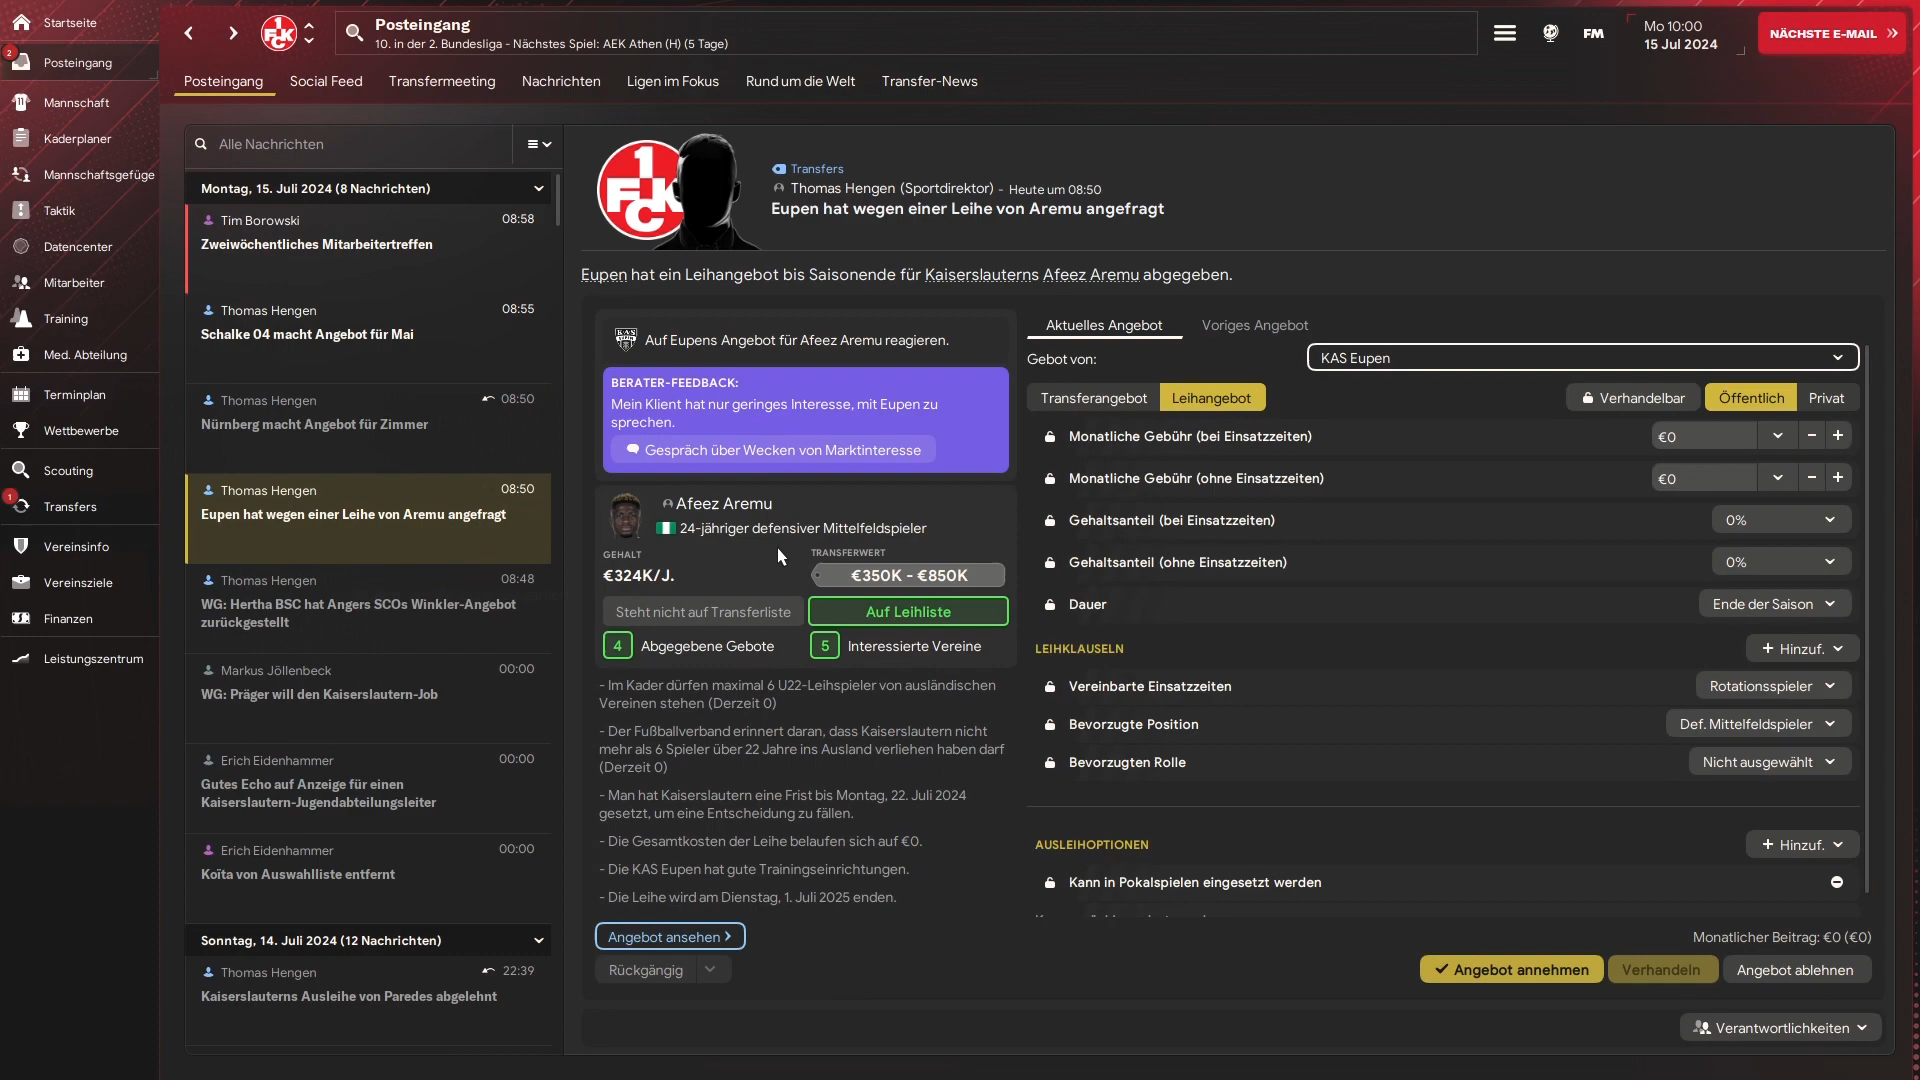 Startseite
2
Posteingang
Mannschaft
Kaderplaner
Mannschaftsgefüge
Taktik
Datencenter
Mitarbeiter
Training
Med. Abteilung
Terminplan
Wettbewerbe
Scouting
1
Transfers
Vereinsinfo
Vereinsziele
Finanzen
Leistungszentrum
1
FCK
Posteingang
10. in der 2. Bundesliga - Nächstes Spiel: AEK Athen (H) (5 Tage)
FM
Mo 10:00
15 Jul 2024
NÄCHSTE E-MAIL
Posteingang
Social Feed
Transfermeeting
Nachrichten
Ligen im Fokus
Rund um die Welt
Transfer-News
Alle Nachrichten
Montag, 15. Juli 2024 (8 Nachrichten)
Tim Borowski 08:58
Zweiwöchentliches Mitarbeitertreffen
Thomas Hengen 08:55
Schalke 04 macht Angebot für Mai
Thomas Hengen 08:50
Nürnberg macht Angebot für Zimmer
Thomas Hengen 08:50
Eupen hat wegen einer Leihe von Aremu angefragt
Thomas Hengen 08:48
WG: Hertha BSC hat Angers SCOs Winkler-Angebot
zurückgestellt
Markus Jöllenbeck 00:00
WG: Präger will den Kaiserslautern-Job
Erich Eidenhammer 00:00
Gutes Echo auf Anzeige für einen
Kaiserslautern-Jugendabteilungsleiter
Erich Eidenhammer 00:00
Koïta von Auswahlliste entfernt
Sonntag, 14. Juli 2024 (12 Nachrichten)
Thomas Hengen 22:39
Kaiserslauterns Ausleihe von Paredes abgelehnt
1
FCK
Transfers
Thomas Hengen (Sportdirektor) - Heute um 08:50
Eupen hat wegen einer Leihe von Aremu angefragt
Eupen hat ein Leihangebot bis Saisonende für Kaiserslauterns Afeez Aremu abgegeben.
KAS
Auf Eupens Angebot für Afeez Aremu reagieren.
BERATER-FEEDBACK:
Mein Klient hat nur geringes Interesse, mit Eupen zu
sprechen.
Gespräch über Wecken von Marktinteresse
Afeez Aremu
24-jähriger defensiver Mittelfeldspieler
GEHALT
€324K/J.
TRANSFERWERT
€350K - €850K
Steht nicht auf Transferliste
Auf Leihliste
4 Abgegebene Gebote
5 Interessierte Vereine
- Im Kader dürfen maximal 6 U22-Leihspieler von ausländischen
Vereinen stehen (Derzeit 0)
- Der Fußballverband erinnert daran, dass Kaiserslautern nicht
mehr als 6 Spieler über 22 Jahre ins Ausland verliehen haben darf
(Derzeit 0)
- Man hat Kaiserslautern eine Frist bis Montag, 22. Juli 2024
gesetzt, um eine Entscheidung zu fällen.
- Die Gesamtkosten der Leihe belaufen sich auf €0.
- Die KAS Eupen hat gute Trainingseinrichtungen.
- Die Leihe wird am Dienstag, 1. Juli 2025 enden.
Angebot ansehen
Rückgängig
Aktuelles Angebot
Voriges Angebot
Gebot von: KAS Eupen
Transferangebot
Leihangebot
Verhandelbar
Öffentlich
Privat
Monatliche Gebühr (bei Einsatzzeiten) €0
Monatliche Gebühr (ohne Einsatzzeiten) €0
Gehaltsanteil (bei Einsatzzeiten) 0%
Gehaltsanteil (ohne Einsatzzeiten) 0%
Dauer Ende der Saison
LEIHKLAUSELN + Hinzuf.
Vereinbarte Einsatzzeiten Rotationsspieler
Bevorzugte Position Def. Mittelfeldspieler
Bevorzugten Rolle Nicht ausgewählt
AUSLEIHOPTIONEN + Hinzuf.
Kann in Pokalspielen eingesetzt werden
Monatlicher Beitrag: €0 (€0)
Angebot annehmen
Verhandeln
Angebot ablehnen
Verantwortlichkeiten